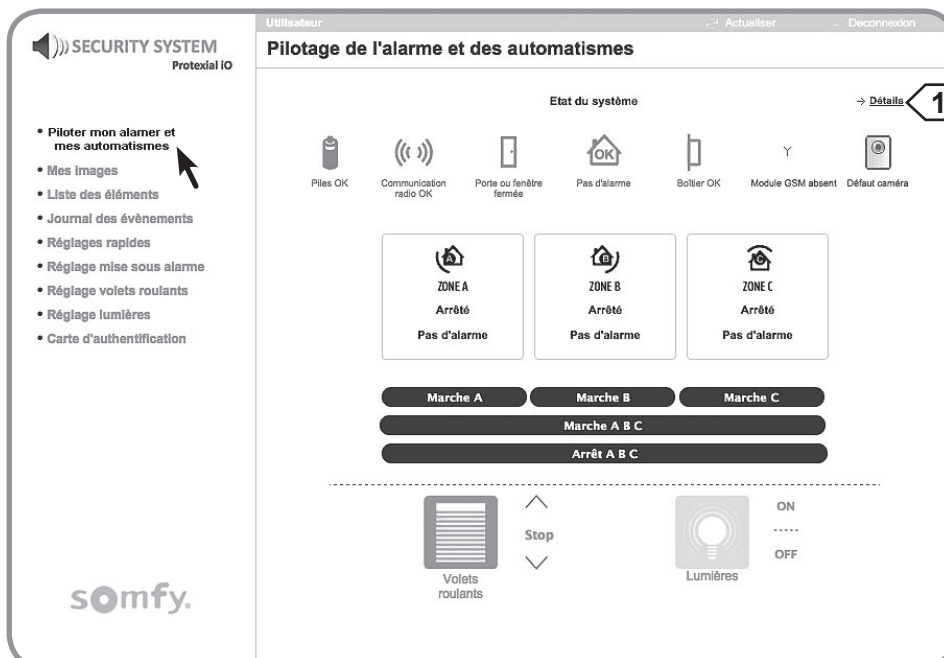 Utilisateur
Actualiser
Deconnexion
SECURITY SYSTEM
Protexial iO
Pilotage de l'alarme et des automatismes
Etat du système
→ Détails
1
• Piloter mon alamer et
mes automatismes
• Mes images
• Liste des éléments
• Journal des évènements
• Réglages rapides
• Réglage mise sous alarme
• Réglage volets roulants
• Réglage lumières
• Carte d'authentification
OK
Piles OK
Communication
radio OK
Porte ou fenêtre
fermée
Pas d'alarme
Boîtier OK
Module GSM absent
Défaut caméra
A
ZONE A
Arrêté
Pas d'alarme
B
ZONE B
Arrêté
Pas d'alarme
C
ZONE C
Arrêté
Pas d'alarme
Marche A
Marche B
Marche C
Marche A B C
Arrêt A B C
Stop
Volets
roulants
ON
OFF
Lumières
somfy.